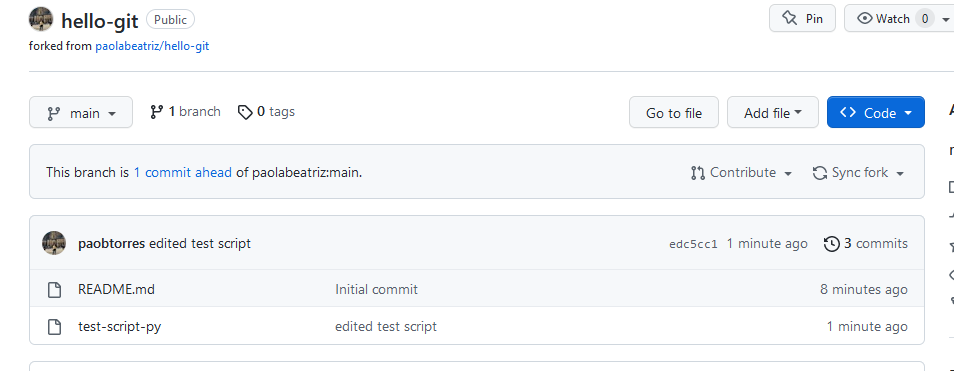 hello-git Public Pin Watch 0
forked from paolabeatriz/hello-git
main 1 branch 0 tags Go to file Add file Code
This branch is 1 commit ahead of paolabeatriz:main. Contribute Sync fork
paobtorres edited test script edc5cc1 1 minute ago 3 commits
README.md Initial commit 8 minutes ago
test-script-py edited test script 1 minute ago